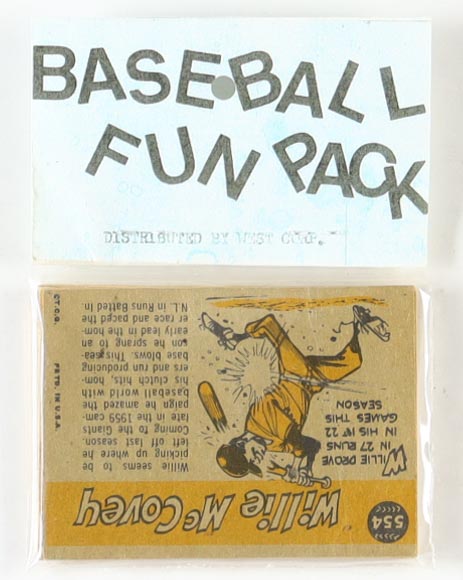 BASEBALL
FUN PACK
DISTRIBUTED BY WEST CORP.
554
Willie McCovey
Willie seems to be
picking up where he
left off last season.
Coming to the Giants
late in the 1959 cam-
paign he amazed the
baseball world with
his clutch hits, hom-
ers and run producing
base blows. This sea-
son he sprang to an
early lead in the hom-
er race and paced the
N.L. in Runs Batted In.
WILLIE DROVE
IN 27 RUNS
IN HIS 1ST 22
GAMES THIS
SEASON
©T.C.G. PRTD. IN U.S.A.